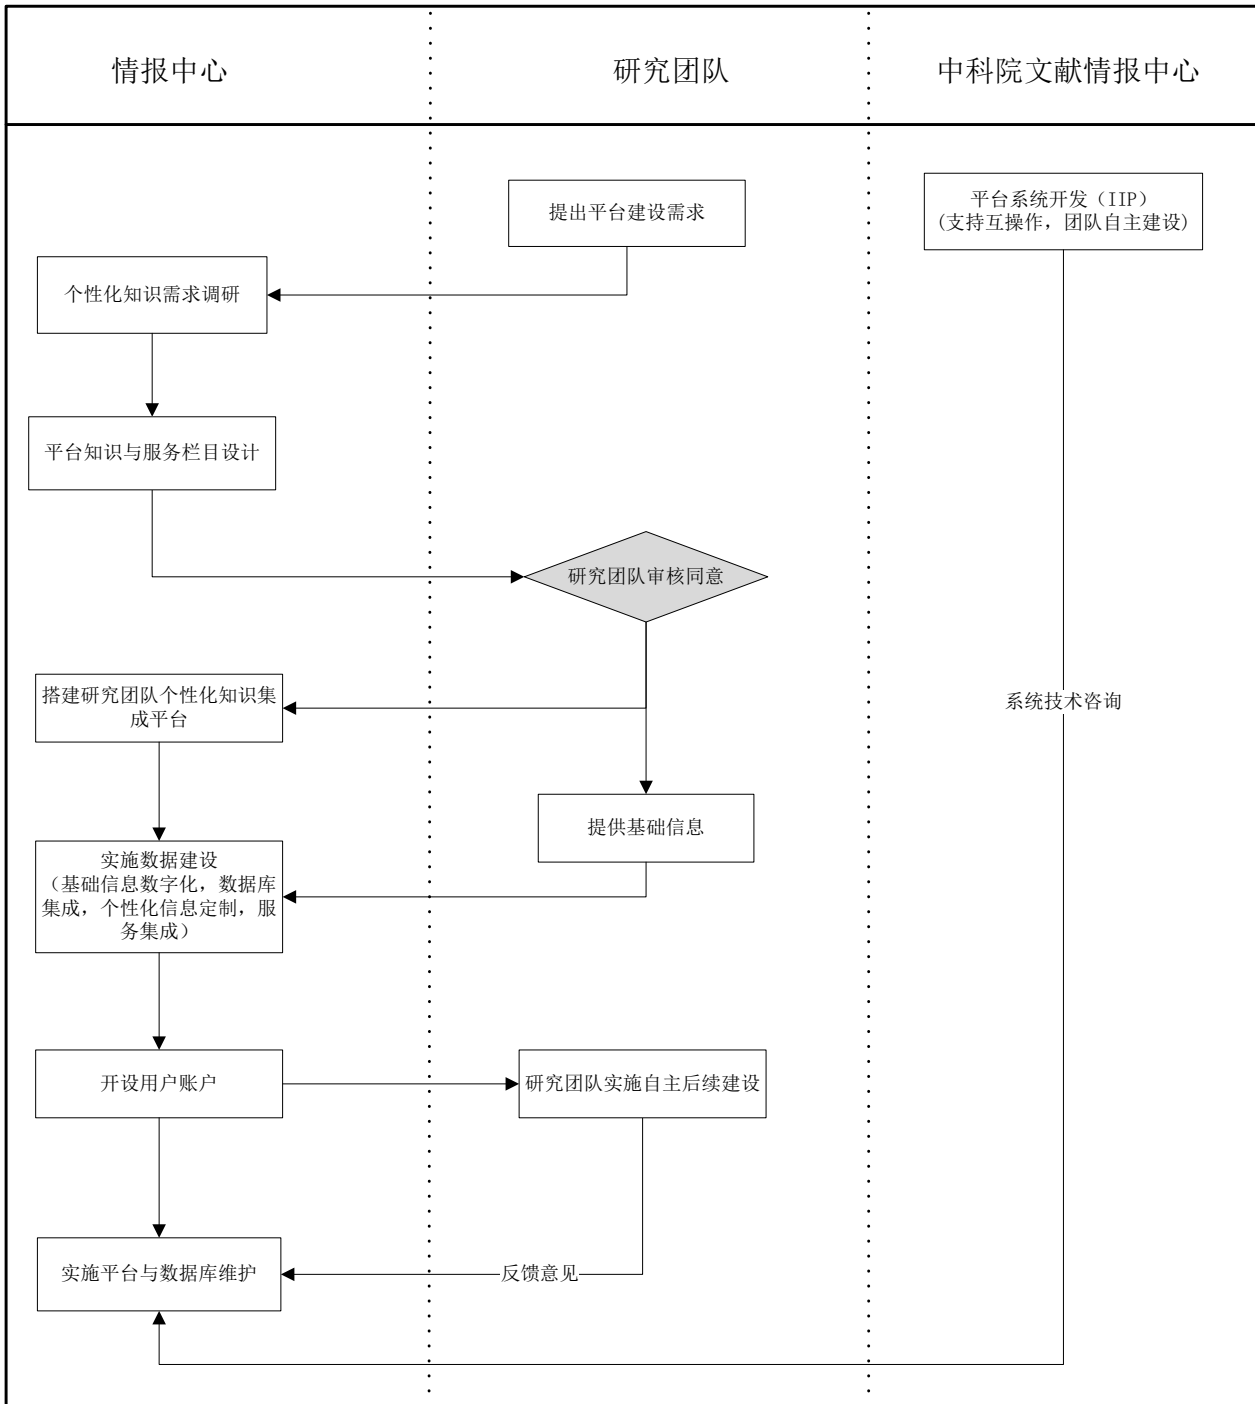 情报中心
研究团队
中科院文献情报中心
提出平台建设需求
平台系统开发（IIP）
(支持互操作，团队自主建设)
个性化知识需求调研
平台知识与服务栏目设计
研究团队审核同意
搭建研究团队个性化知识集
成平台
系统技术咨询
提供基础信息
实施数据建设
（基础信息数字化，数据库
集成，个性化信息定制，服
务集成）
开设用户账户
研究团队实施自主后续建设
实施平台与数据库维护
反馈意见